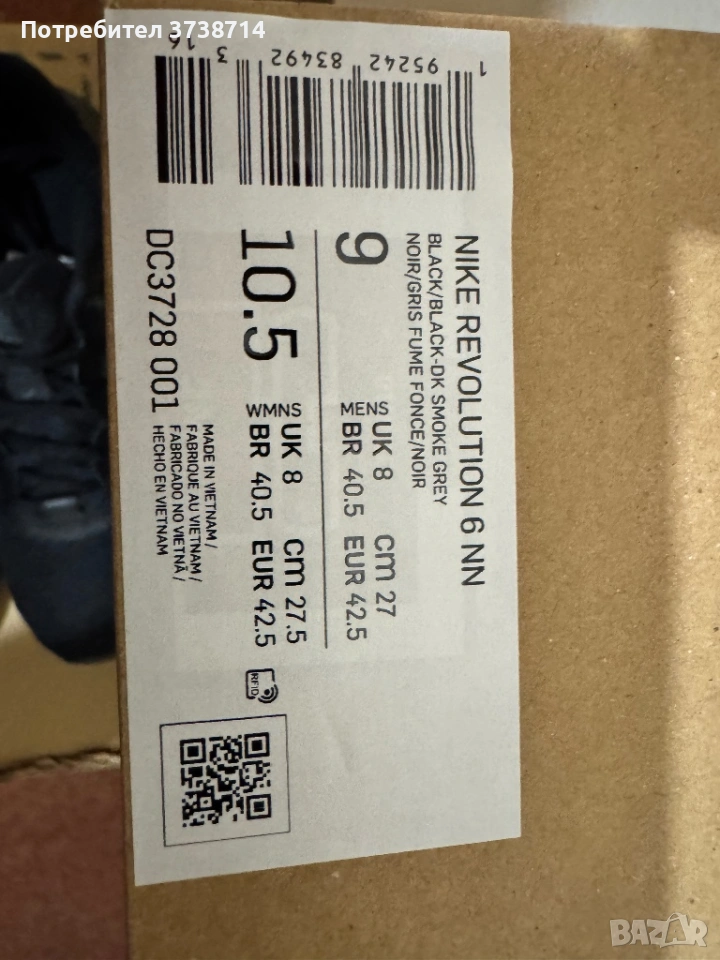 Потребител 3738714
1 95242 83492 3
16
NIKE REVOLUTION 6 NN
BLACK/BLACK-DK SMOKE GREY
NOIR/GRIS FUME FONCE/NOIR
9 MENS UK 8 cm 27
BR 40.5 EUR 42.5
10.5 WMNS UK 8 cm 27.5
BR 40.5 EUR 42.5
RFID
DC3728 001
MADE IN VIETNAM /
FABRIQUE AU VIETNAM /
FABRICADO NO VIETNÃ /
HECHO EN VIETNAM
BAZAR